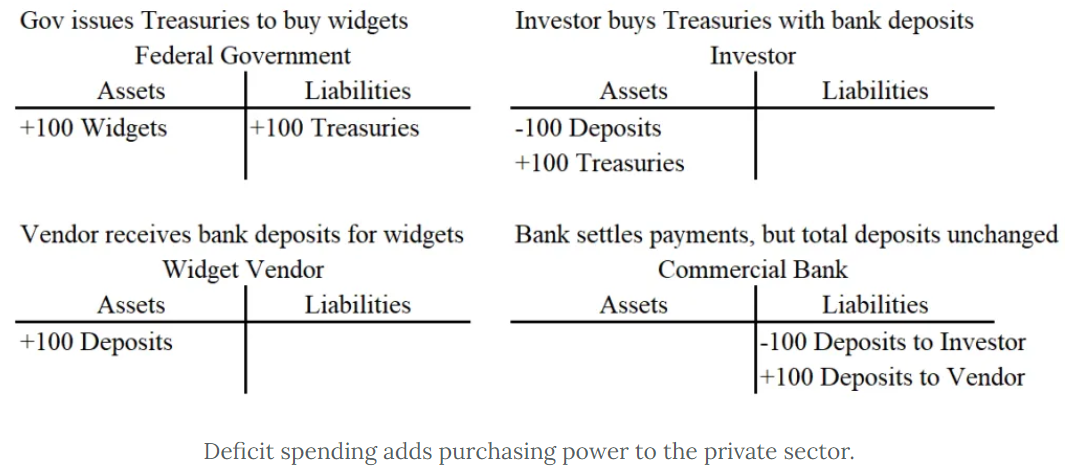 Gov issues Treasuries to buy widgets
Federal Government
Assets Liabilities
+100 Widgets +100 Treasuries
Investor buys Treasuries with bank deposits
Investor
Assets Liabilities
-100 Deposits
+100 Treasuries
Vendor receives bank deposits for widgets
Widget Vendor
Assets Liabilities
+100 Deposits
Bank settles payments, but total deposits unchanged
Commercial Bank
Assets Liabilities
-100 Deposits to Investor
+100 Deposits to Vendor
Deficit spending adds purchasing power to the private sector.